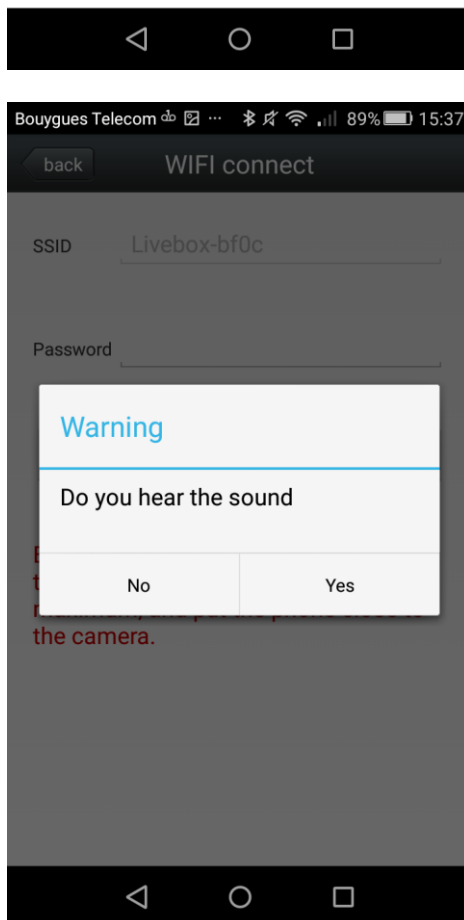 Bouygues Telecom ... 89% 15:37
back WIFI connect
SSID Livebox-bf0c
Password
Warning
Do you hear the sound
No Yes
the camera.